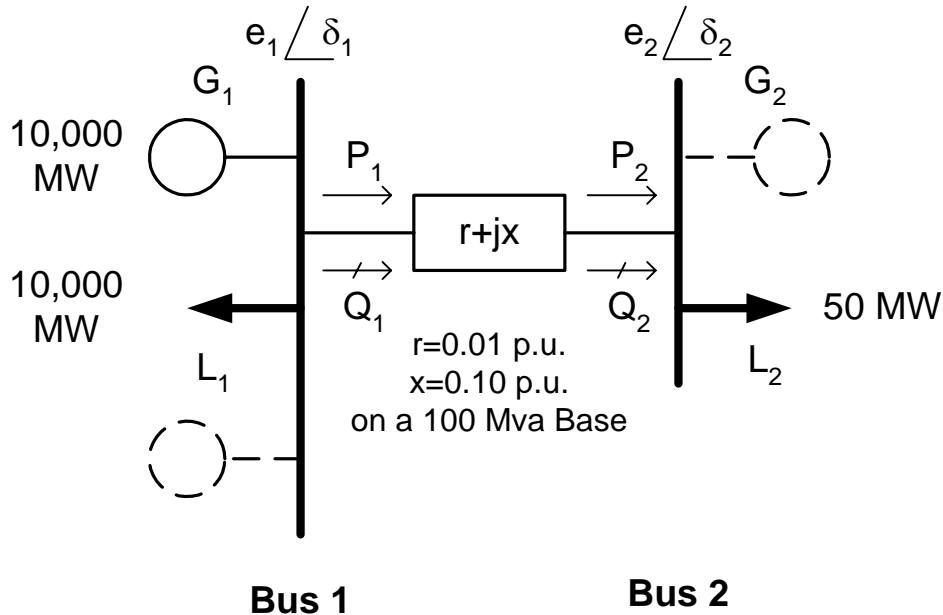 e₁∠δ₁
e₂∠δ₂
G₁
G₂
10,000
MW
P₁
P₂
r+jx
10,000
MW
Q₁
Q₂
50 MW
L₁
r=0.01 p.u.
x=0.10 p.u.
on a 100 Mva Base
L₂
Bus 1
Bus 2